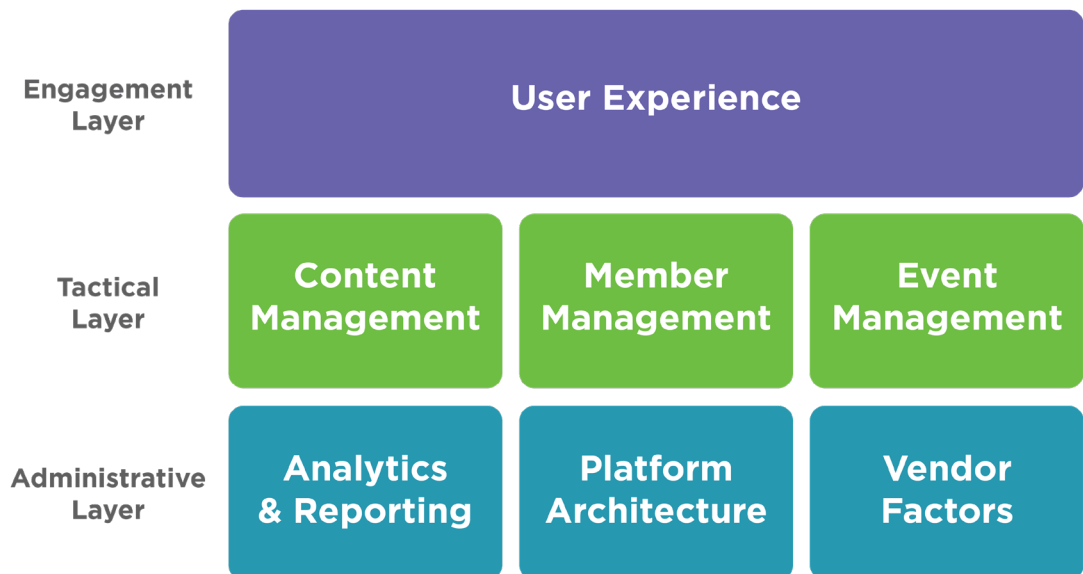 Engagement
Layer
User Experience
Tactical
Layer
Content
Management
Member
Management
Event
Management
Administrative
Layer
Analytics
& Reporting
Platform
Architecture
Vendor
Factors